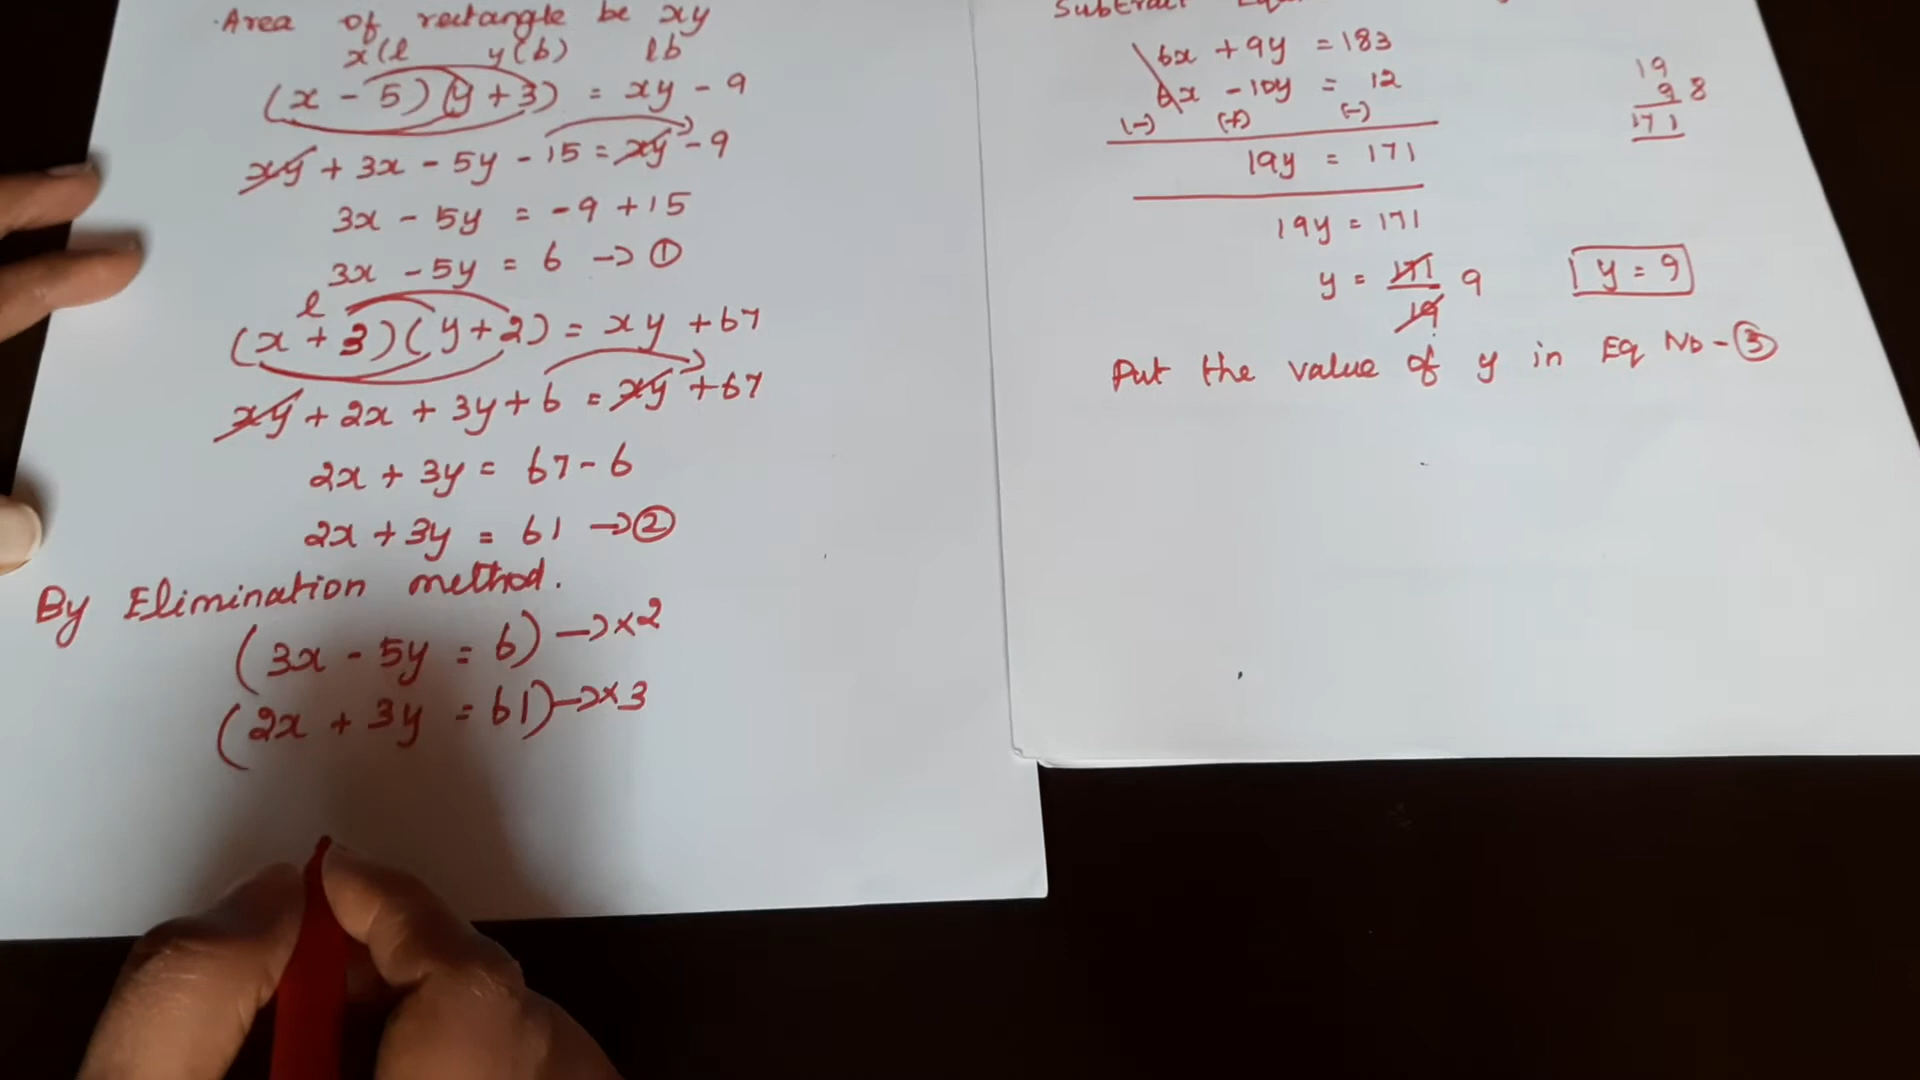 Area of rectangle be xy
x(l y(b) lb
(x - 5)(y + 3) = xy - 9
xy + 3x - 5y - 15 = xy - 9
3x - 5y = -9 + 15
3x - 5y = 6 → ①
l
(x + 3)(y + 2) = xy + 67
xy + 2x + 3y + 6 = xy + 67
2x + 3y = 67 - 6
2x + 3y = 61 → ②
By Elimination method.
(3x - 5y = 6) → ×2
(2x + 3y = 61) → ×3
Subtract
6x + 9y = 183
6x - 10y = 12
(-) (+) (-)
19y = 171
19y = 171
y = 171/19 9
y = 9
Put the value of y in Eq No - ③
19
9 8
171